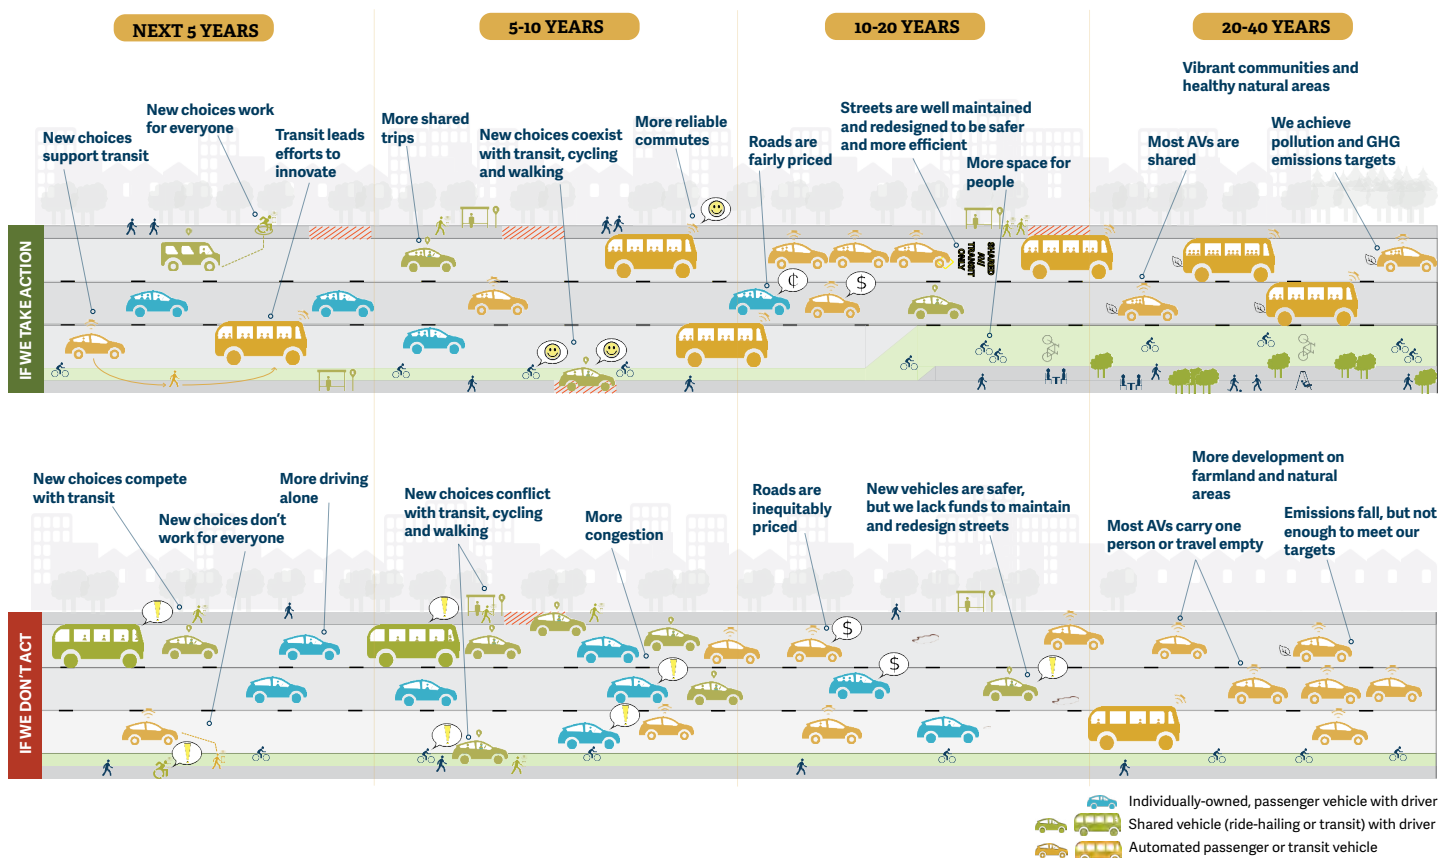 NEXT 5 YEARS
5-10 YEARS
10-20 YEARS
20-40 YEARS
IF WE TAKE ACTION
New choices
support transit
New choices work
for everyone
Transit leads
efforts to
innovate
More shared
trips
New choices coexist
with transit, cycling
and walking
More reliable
commutes
Roads are
fairly priced
Streets are well maintained
and redesigned to be safer
and more efficient
More space for
people
Vibrant communities and
healthy natural areas
Most AVs are
shared
We achieve
pollution and GHG
emissions targets
SHARED
AV/
TRANSIT
ONLY
¢
$
IF WE DON'T ACT
New choices compete
with transit
New choices don't
work for everyone
More driving
alone
New choices conflict
with transit, cycling
and walking
More
congestion
Roads are
inequitably
priced
New vehicles are safer,
but we lack funds to maintain
and redesign streets
More development on
farmland and natural
areas
Most AVs carry one
person or travel empty
Emissions fall, but not
enough to meet our
targets
!
!
!
!
!
!
$
$
!
Individually-owned, passenger vehicle with driver
Shared vehicle (ride-hailing or transit) with driver
Automated passenger or transit vehicle